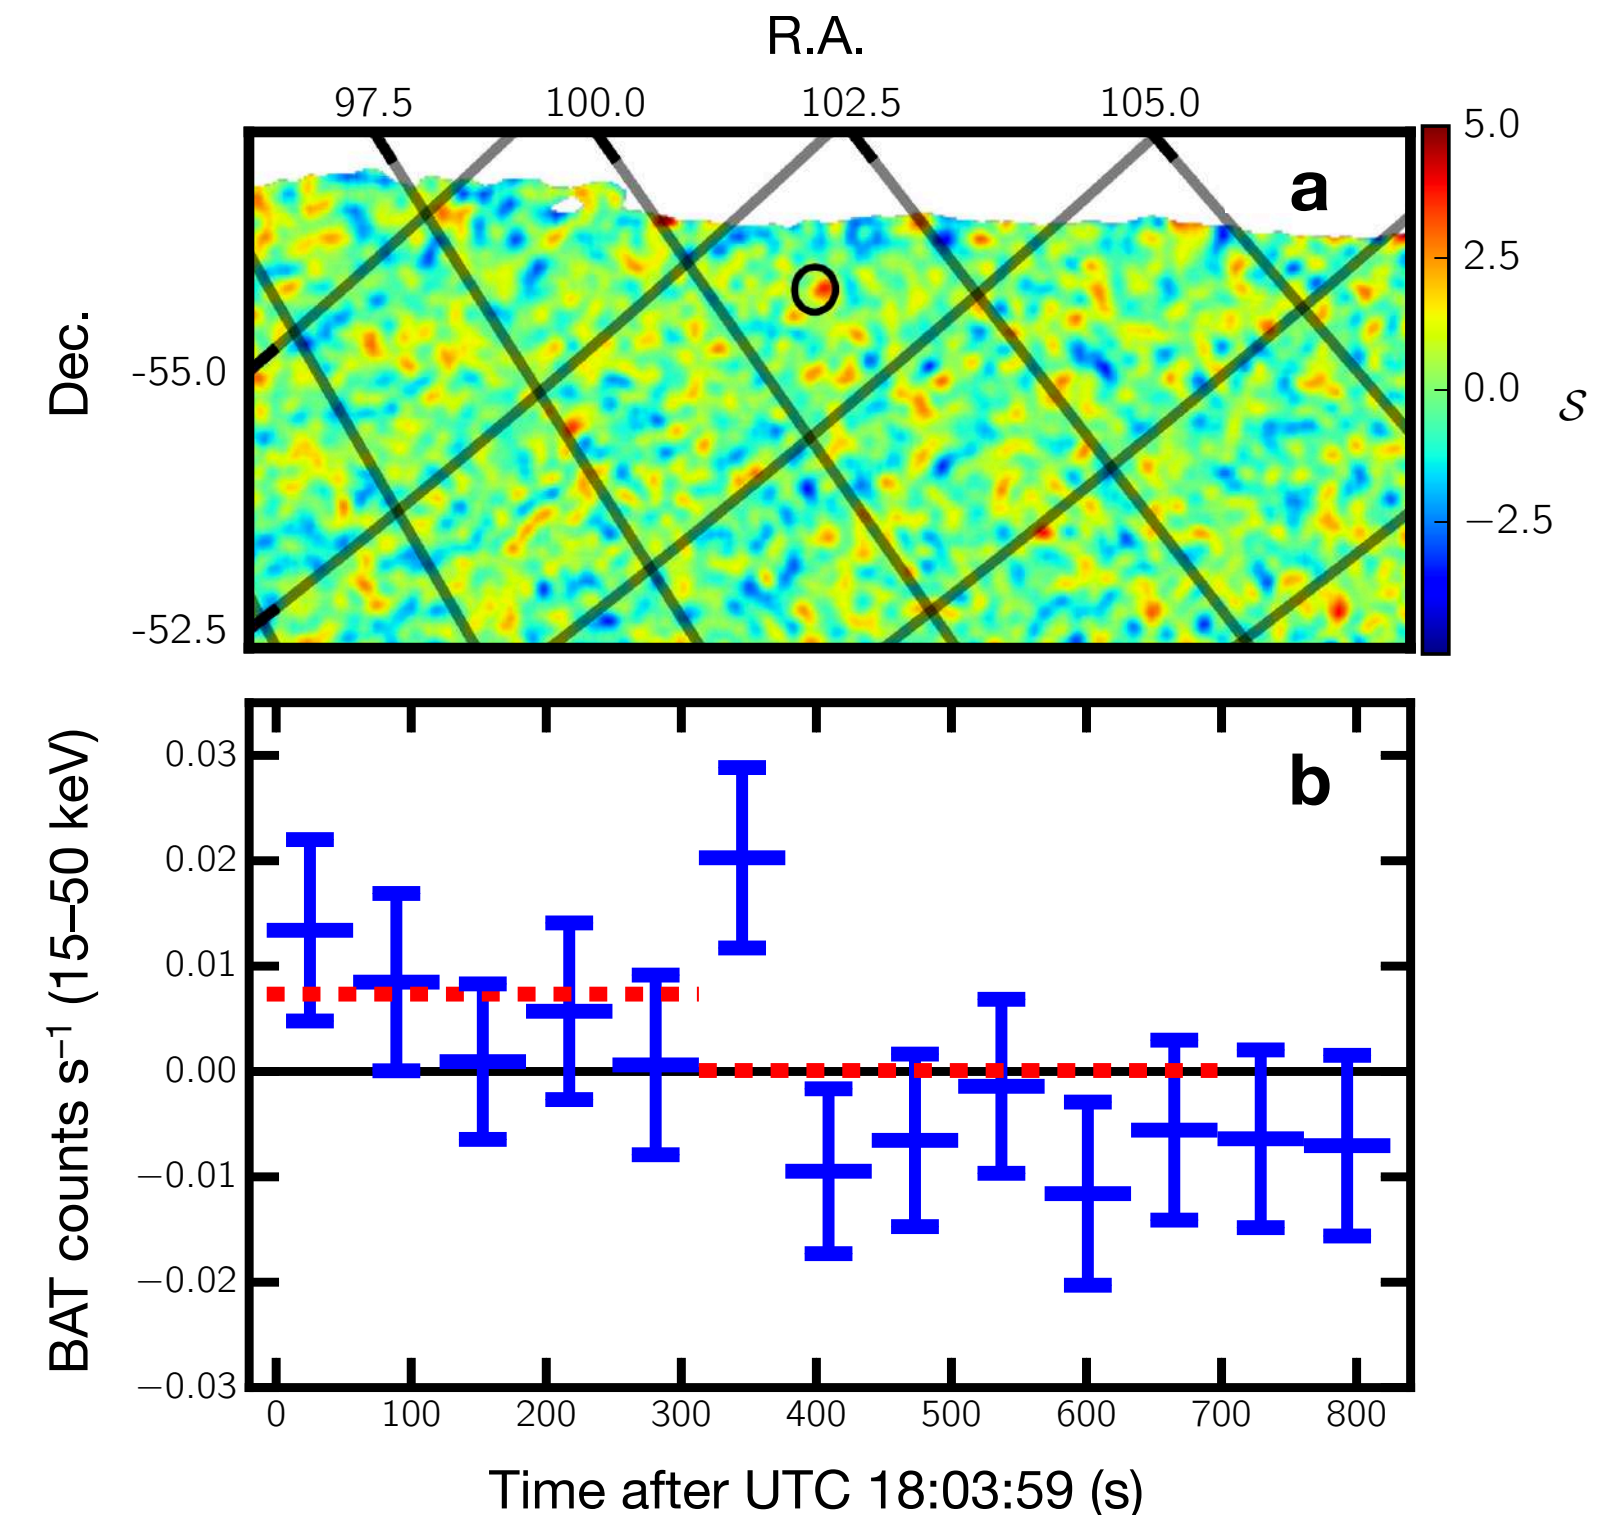 R.A.
97.5 100.0 102.5 105.0
a
Dec.
-55.0
-52.5
5.0
2.5
0.0
−2.5
S
b
BAT counts s⁻¹ (15–50 keV)
0.03
0.02
0.01
0.00
−0.01
−0.02
−0.03
0 100 200 300 400 500 600 700 800
Time after UTC 18:03:59 (s)